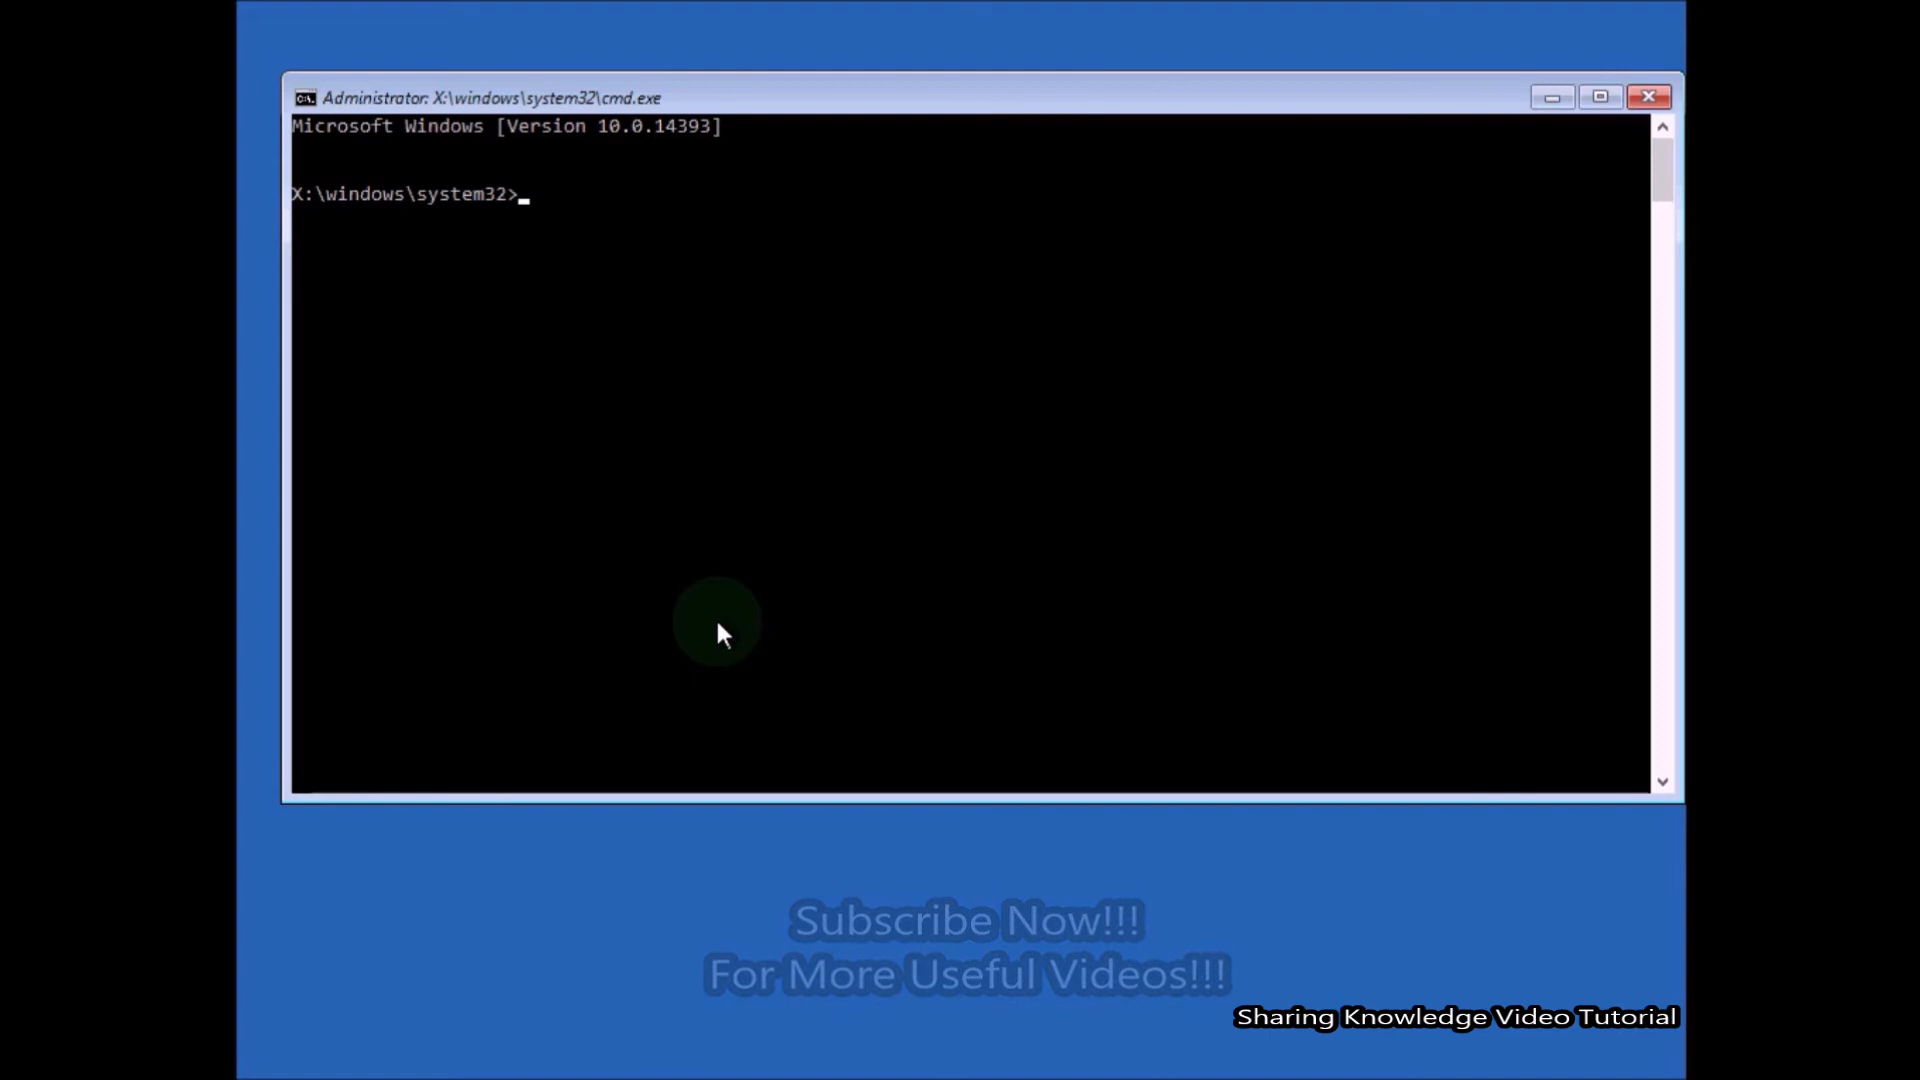 Administrator: X:\windows\system32\cmd.exe
Microsoft Windows [Version 10.0.14393]
X:\windows\system32>
Subscribe Now!!!
For More Useful Videos!!!
Sharing Knowledge Video Tutorial